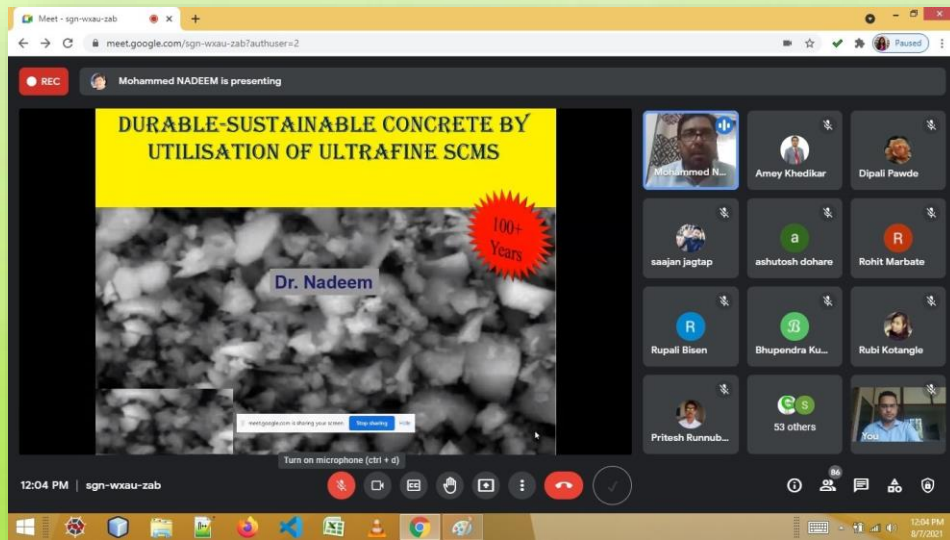 Meet - sgn-wxau-zab
meet.google.com/sgn-wxau-zab?authuser=2
Paused
REC
Mohammed NADEEM is presenting
DURABLE-SUSTAINABLE CONCRETE BY
UTILISATION OF ULTRAFINE SCMS
100+
Years
Dr. Nadeem
meet.google.com is sharing your screen.
Stop sharing
Hide
Mohammed N...
Amey Khedikar
Dipali Pawde
saajan jagtap
a
ashutosh dohare
R
Rohit Marbate
R
Rupali Bisen
B
Bhupendra Ku...
Rubi Kotangle
Pritesh Runnub...
S
53 others
You
Turn on microphone (ctrl + d)
12:04 PM | sgn-wxau-zab
86
12:04 PM
8/7/2021